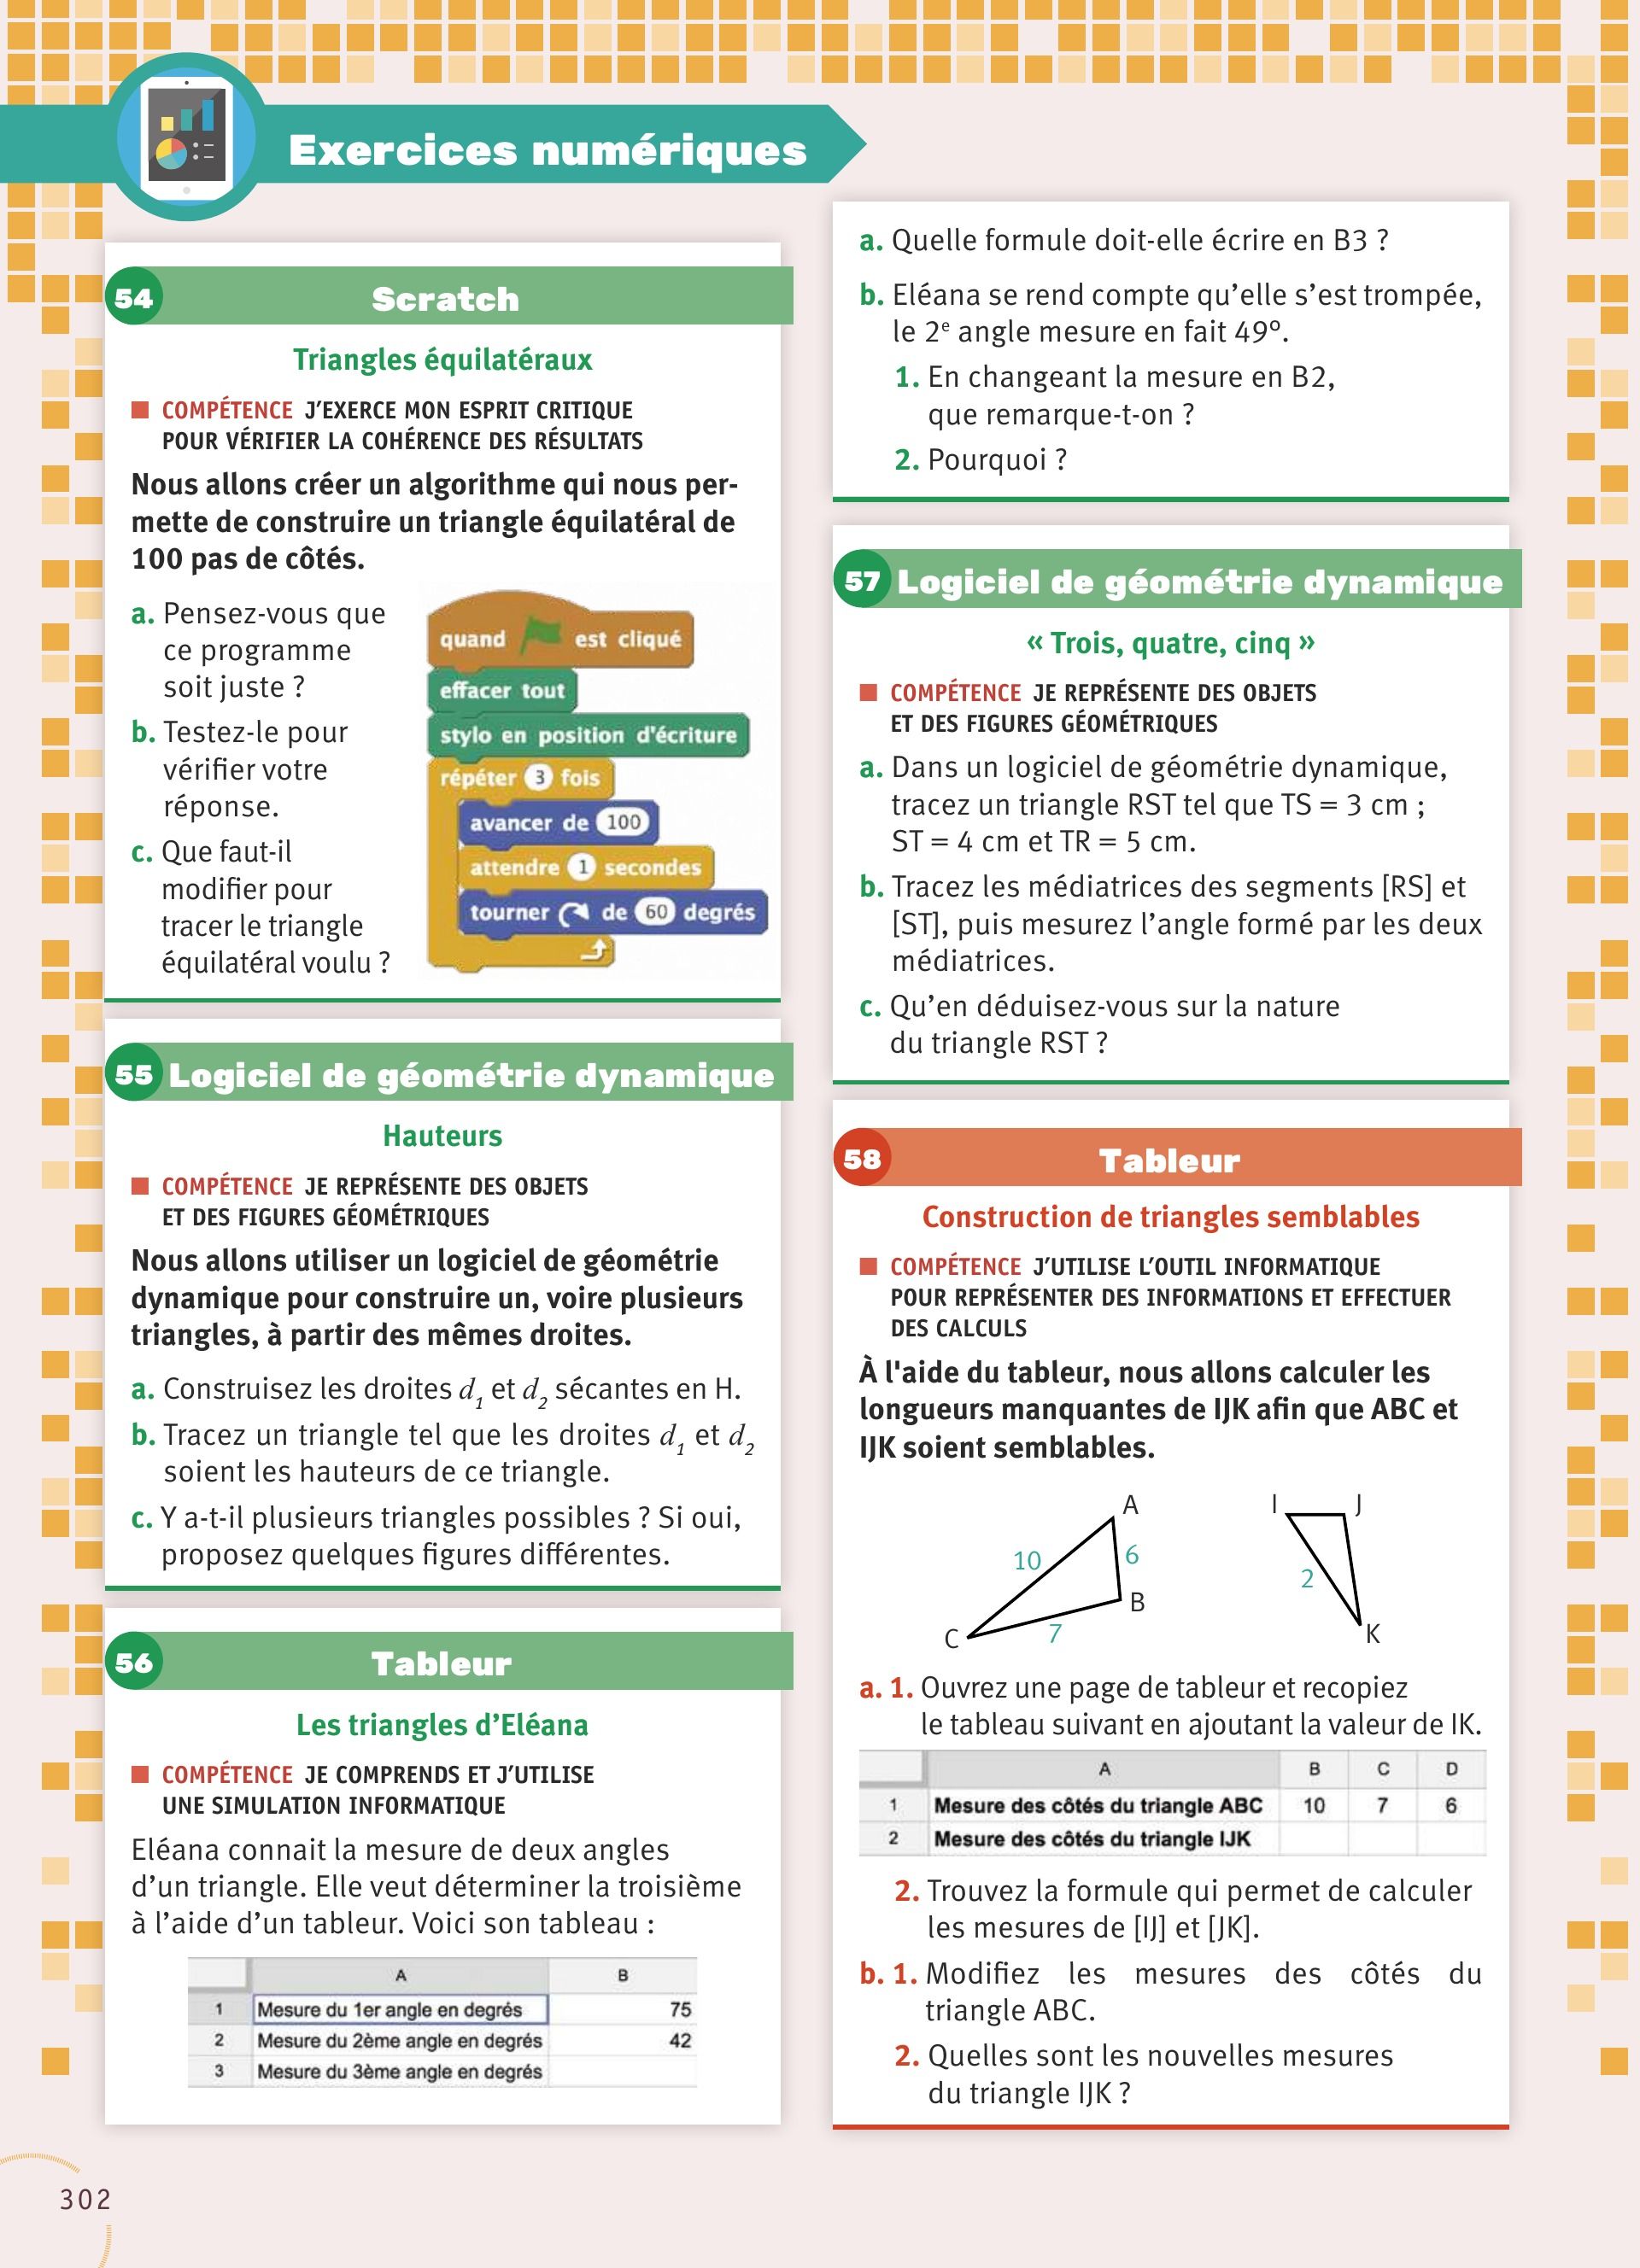 Exercices numériques
54 Scratch
Triangles équilatéraux
COMPÉTENCE J'EXERCE MON ESPRIT CRITIQUE
POUR VÉRIFIER LA COHÉRENCE DES RÉSULTATS
Nous allons créer un algorithme qui nous per-
mette de construire un triangle équilatéral de
100 pas de côtés.
a. Pensez-vous que
ce programme
soit juste ?
b. Testez-le pour
vérifier votre
réponse.
c. Que faut-il
modifier pour
tracer le triangle
équilatéral voulu ?
quand est cliqué
effacer tout
stylo en position d'écriture
répéter 3 fois
avancer de 100
attendre 1 secondes
tourner de 60 degrés
55 Logiciel de géométrie dynamique
Hauteurs
COMPÉTENCE JE REPRÉSENTE DES OBJETS
ET DES FIGURES GÉOMÉTRIQUES
Nous allons utiliser un logiciel de géométrie
dynamique pour construire un, voire plusieurs
triangles, à partir des mêmes droites.
a. Construisez les droites d1 et d2 sécantes en H.
b. Tracez un triangle tel que les droites d1 et d2
soient les hauteurs de ce triangle.
c. Y a-t-il plusieurs triangles possibles ? Si oui,
proposez quelques figures différentes.
56 Tableur
Les triangles d'Eléana
COMPÉTENCE JE COMPRENDS ET J'UTILISE
UNE SIMULATION INFORMATIQUE
Eléana connait la mesure de deux angles
d'un triangle. Elle veut déterminer la troisième
à l'aide d'un tableur. Voici son tableau :
A B
1 Mesure du 1er angle en degrés 75
2 Mesure du 2ème angle en degrés 42
3 Mesure du 3ème angle en degrés
a. Quelle formule doit-elle écrire en B3 ?
b. Eléana se rend compte qu'elle s'est trompée,
le 2e angle mesure en fait 49°.
1. En changeant la mesure en B2,
que remarque-t-on ?
2. Pourquoi ?
57 Logiciel de géométrie dynamique
« Trois, quatre, cinq »
COMPÉTENCE JE REPRÉSENTE DES OBJETS
ET DES FIGURES GÉOMÉTRIQUES
a. Dans un logiciel de géométrie dynamique,
tracez un triangle RST tel que TS = 3 cm ;
ST = 4 cm et TR = 5 cm.
b. Tracez les médiatrices des segments [RS] et
[ST], puis mesurez l'angle formé par les deux
médiatrices.
c. Qu'en déduisez-vous sur la nature
du triangle RST ?
58 Tableur
Construction de triangles semblables
COMPÉTENCE J'UTILISE L'OUTIL INFORMATIQUE
POUR REPRÉSENTER DES INFORMATIONS ET EFFECTUER
DES CALCULS
À l'aide du tableur, nous allons calculer les
longueurs manquantes de IJK afin que ABC et
IJK soient semblables.
A
I J
10 6
2
B
C 7 K
a. 1. Ouvrez une page de tableur et recopiez
le tableau suivant en ajoutant la valeur de IK.
A B C D
1 Mesure des côtés du triangle ABC 10 7 6
2 Mesure des côtés du triangle IJK
2. Trouvez la formule qui permet de calculer
les mesures de [IJ] et [JK].
b. 1. Modifiez les mesures des côtés du
triangle ABC.
2. Quelles sont les nouvelles mesures
du triangle IJK ?
302